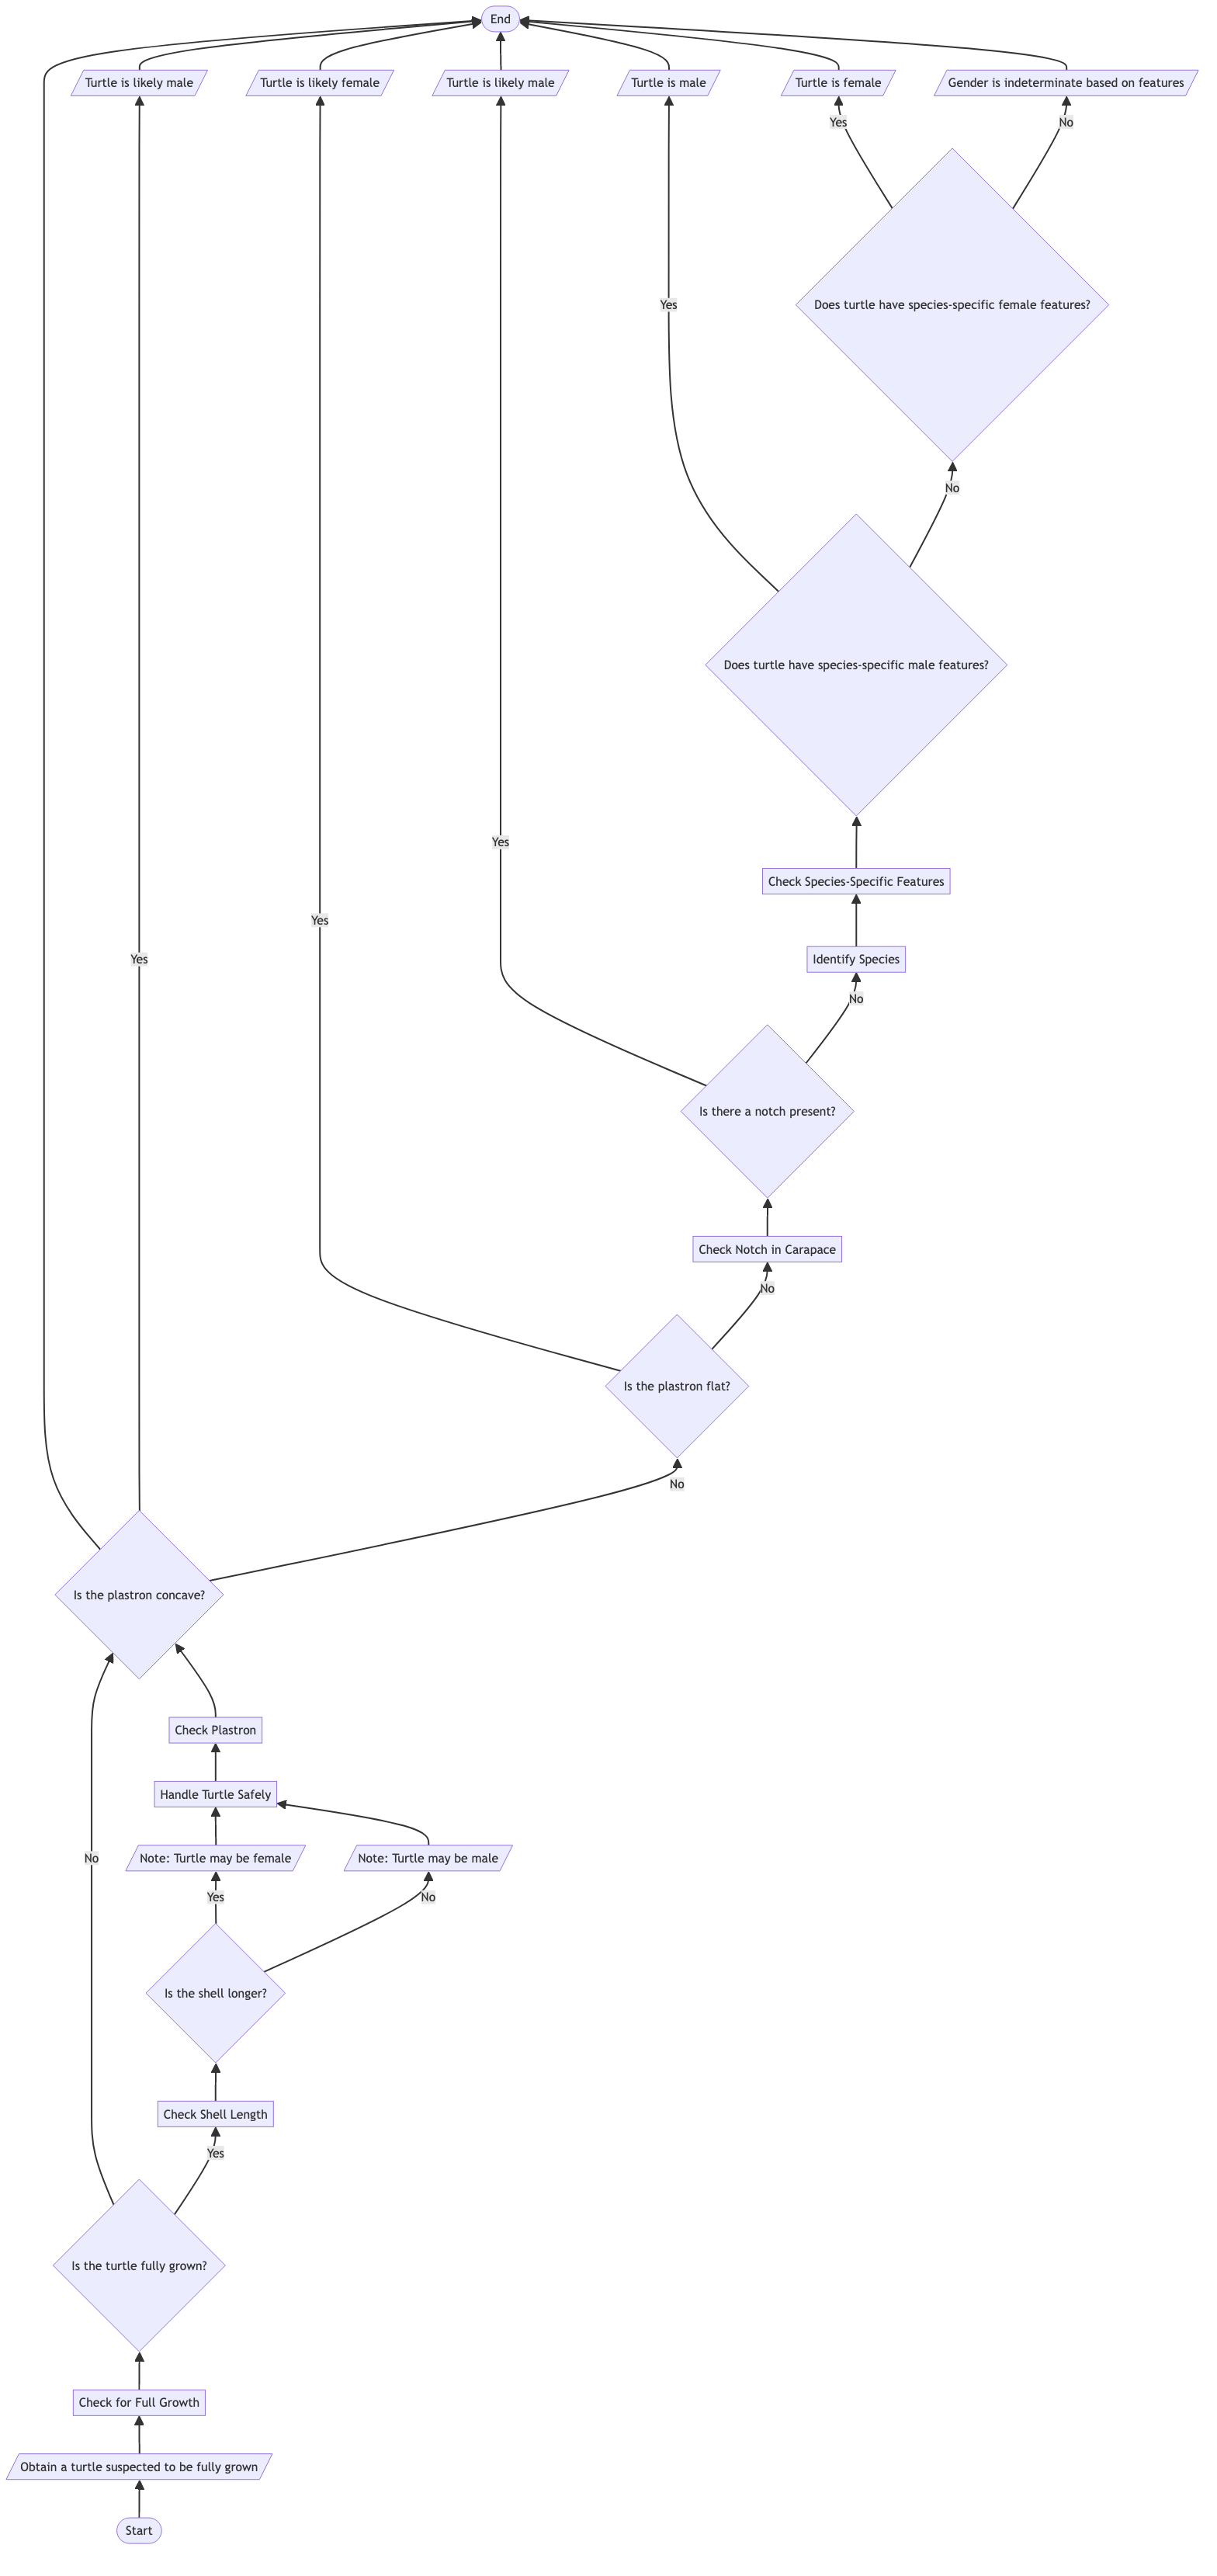 End
Turtle is likely male
Turtle is likely female
Turtle is likely male
Turtle is male
Turtle is female
Gender is indeterminate based on features
Yes
No
Does turtle have species-specific female features?
Yes
No
Does turtle have species-specific male features?
Yes
Check Species-Specific Features
Yes
Yes
Identify Species
No
Is there a notch present?
Check Notch in Carapace
No
Is the plastron flat?
No
Is the plastron concave?
Check Plastron
Handle Turtle Safely
No
Note: Turtle may be female
Note: Turtle may be male
Yes
No
Is the shell longer?
Check Shell Length
Yes
Is the turtle fully grown?
Check for Full Growth
Obtain a turtle suspected to be fully grown
Start